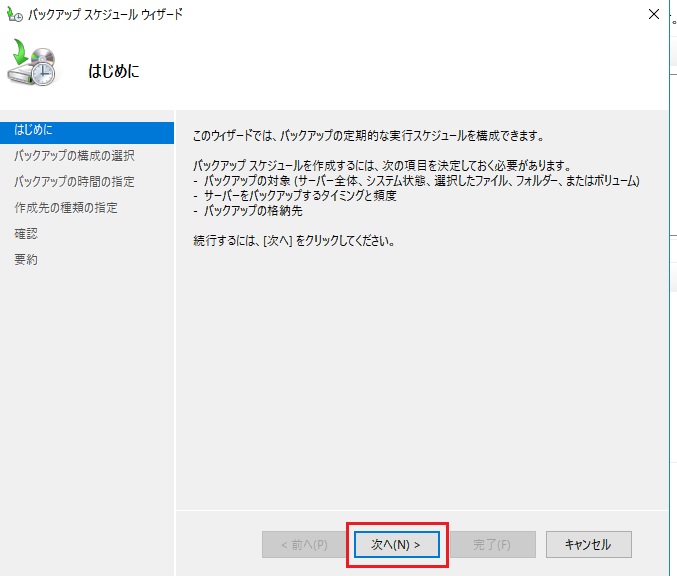 バックアップ スケジュール ウィザード
はじめに
はじめに
バックアップの構成の選択
バックアップの時間の指定
作成先の種類の指定
確認
要約
このウィザードでは、バックアップの定期的な実行スケジュールを構成できます。
バックアップ スケジュールを作成するには、次の項目を決定しておく必要があります。
- バックアップの対象 (サーバー全体、システム状態、選択したファイル、フォルダー、またはボリューム)
- サーバーをバックアップするタイミングと頻度
- バックアップの格納先
続行するには、[次へ] をクリックしてください。
< 前へ(P)
次へ(N) >
完了(F)
キャンセル